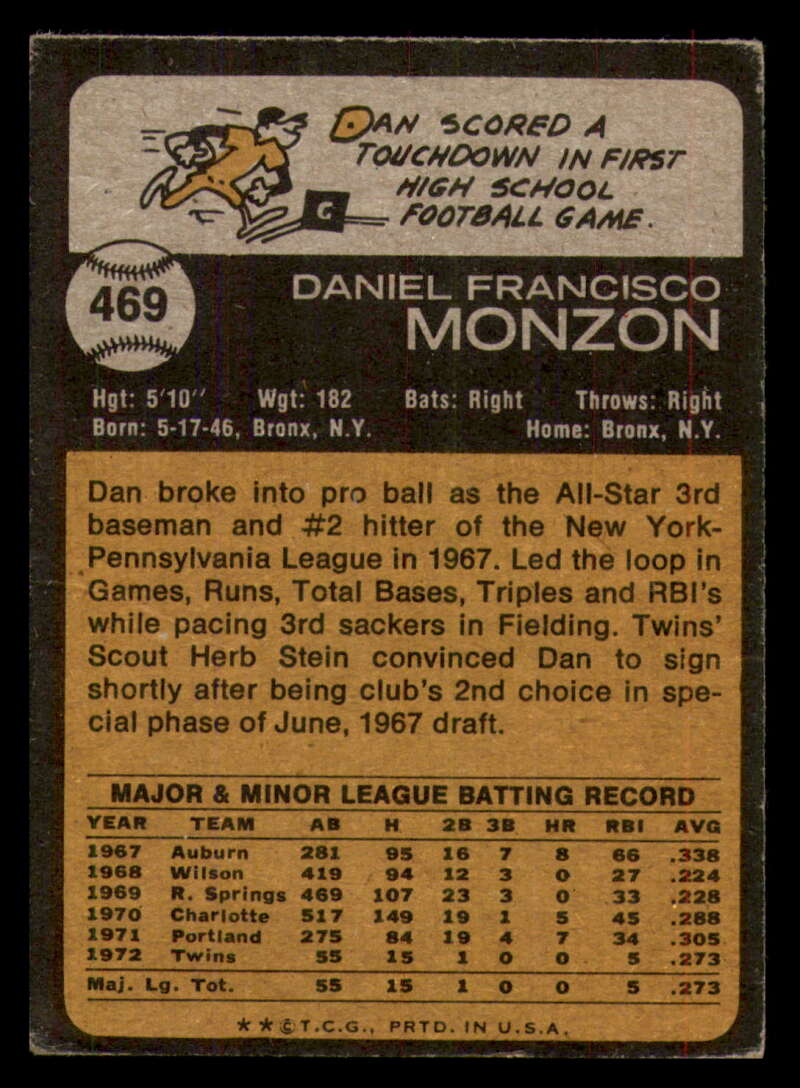 DAN SCORED A
TOUCHDOWN IN FIRST
HIGH SCHOOL
FOOTBALL GAME.
G
469
DANIEL FRANCISCO
MONZON
Hgt: 5'10" Wgt: 182 Bats: Right Throws: Right
Born: 5-17-46, Bronx, N.Y. Home: Bronx, N.Y.
Dan broke into pro ball as the All-Star 3rd
baseman and #2 hitter of the New York-
Pennsylvania League in 1967. Led the loop in
Games, Runs, Total Bases, Triples and RBI's
while pacing 3rd sackers in Fielding. Twins'
Scout Herb Stein convinced Dan to sign
shortly after being club's 2nd choice in spe-
cial phase of June, 1967 draft.
MAJOR & MINOR LEAGUE BATTING RECORD
YEAR TEAM AB H 2B 3B HR RBI AVG
1967 Auburn 281 95 16 7 8 66 .338
1968 Wilson 419 94 12 3 0 27 .224
1969 R. Springs 469 107 23 3 0 33 .228
1970 Charlotte 517 149 19 1 5 45 .288
1971 Portland 275 84 19 4 7 34 .305
1972 Twins 55 15 1 0 0 5 .273
Maj. Lg. Tot. 55 15 1 0 0 5 .273
**© T.C.G., PRTD. IN U.S.A.